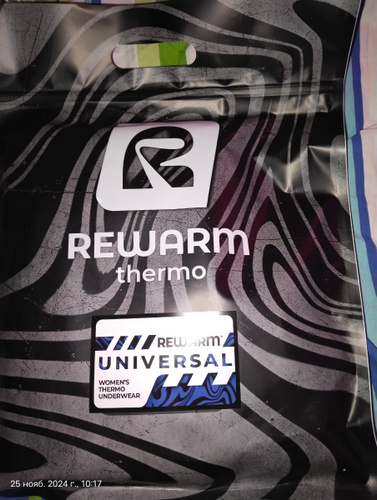 REWARM
thermo
REWARM
UNIVERSAL
WOMEN'S
THERMO
UNDERWEAR
25 нояб. 2024 г., 10:17